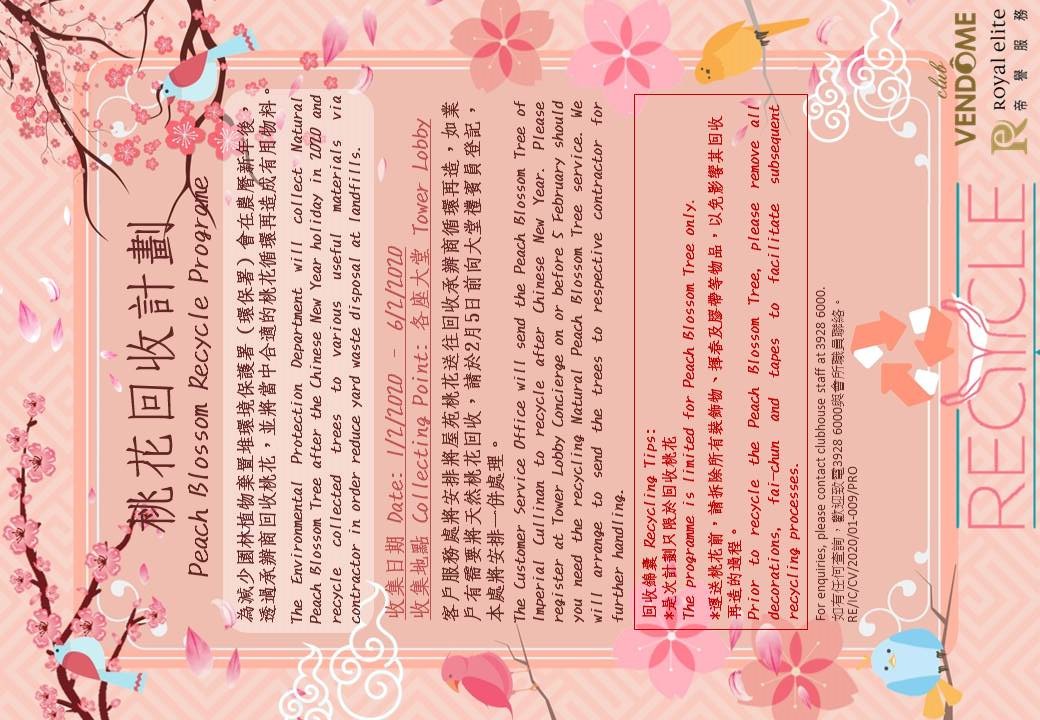 桃花回收計劃
Peach Blossom Recycle Programe
為減少園林植物棄置堆環境保護署（環保署）會在農曆新年後，
透過承辦商回收桃花，並將當中合適的桃花循環再造成有用物料。
The Environmental Protection Department will collect Natural
Peach Blossom Tree after the Chinese New Year holiday in 2020 and
recycle collected trees to various useful materials via
contractor in order reduce yard waste disposal at landfills.
收集日期 Date: 1/2/2020 – 6/2/2020
收集地點 Collecting Point: 各座大堂 Tower Lobby
客戶服務處將安排將屋苑桃花送往回收承辦商循環再造，如業
戶有需要將天然桃花回收，請於2月5日前向大堂禮賓員登記，
本處將安排一併處理。
The Customer Service Office will send the Peach Blossom Tree of
Imperial Cullinan to recycle after Chinese New Year. Please
register at Tower Lobby Concierge on or before 5 February should
you need the recycling Natural Peach Blossom Tree service. We
will arrange to send the trees to respective contractor for
further handling.
回收錦囊 Recycling Tips:
*是次計劃只限於回收桃花
The programme is limited for Peach Blossom Tree only.
*運送桃花前，請拆除所有裝飾物、揮春及膠帶等物品，以免影響其回收
再造的過程。
Prior to recycle the Peach Blossom Tree, please remove all
decorations, fai-chun and tapes to facilitate subsequent
recycling processes.
For enquiries, please contact clubhouse staff at 3928 6000.
如有任何查詢，歡迎致電3928 6000與會所職員聯絡。
RE/IC/CV/2020/01-009/PRO
RECYCLE
club
VENDÔME
Royal elite
帝譽服務